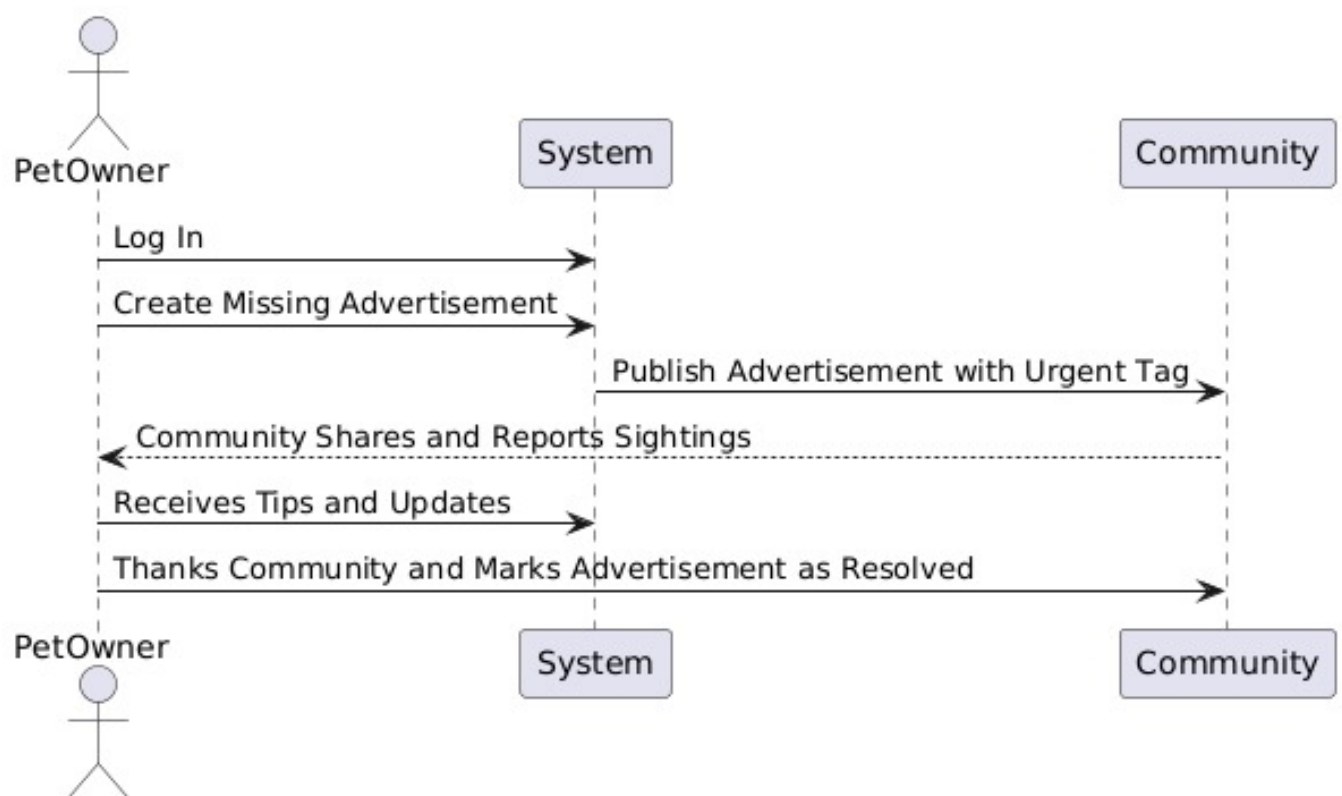 PetOwner
System
Community
Log In
Create Missing Advertisement
Publish Advertisement with Urgent Tag
Community Shares and Reports Sightings
Receives Tips and Updates
Thanks Community and Marks Advertisement as Resolved
PetOwner
System
Community